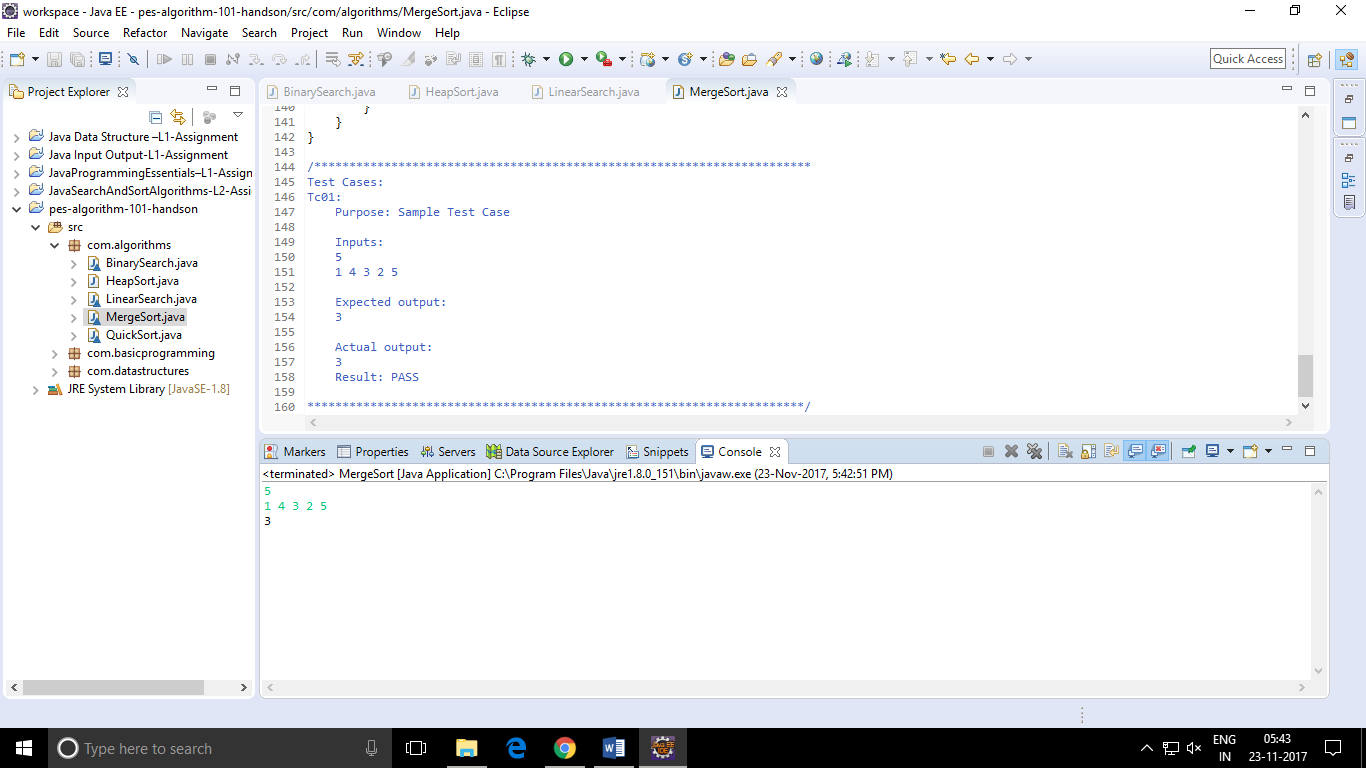 workspace - Java EE - pes-algorithm-101-handson/src/com/algorithms/MergeSort.java - Eclipse
File Edit Source Refactor Navigate Search Project Run Window Help
Quick Access
Project Explorer
Java Data Structure –L1-Assignment
Java Input Output-L1-Assignment
JavaProgrammingEssentials–L1-Assign
JavaSearchAndSortAlgorithms-L2-Assi
pes-algorithm-101-handson
src
com.algorithms
BinarySearch.java
HeapSort.java
LinearSearch.java
MergeSort.java
QuickSort.java
com.basicprogramming
com.datastructures
JRE System Library [JavaSE-1.8]
BinarySearch.java HeapSort.java LinearSearch.java MergeSort.java
140 }
141 }
142 }
143
144 /***********************************************************************
145 Test Cases:
146 Tc01:
147 Purpose: Sample Test Case
148
149 Inputs:
150 5
151 1 4 3 2 5
152
153 Expected output:
154 3
155
156 Actual output:
157 3
158 Result: PASS
159
160 ***********************************************************************/
Markers Properties Servers Data Source Explorer Snippets Console
<terminated> MergeSort [Java Application] C:\Program Files\Java\jre1.8.0_151\bin\javaw.exe (23-Nov-2017, 5:42:51 PM)
5
1 4 3 2 5
3
Type here to search
ENG
IN
05:43
23-11-2017